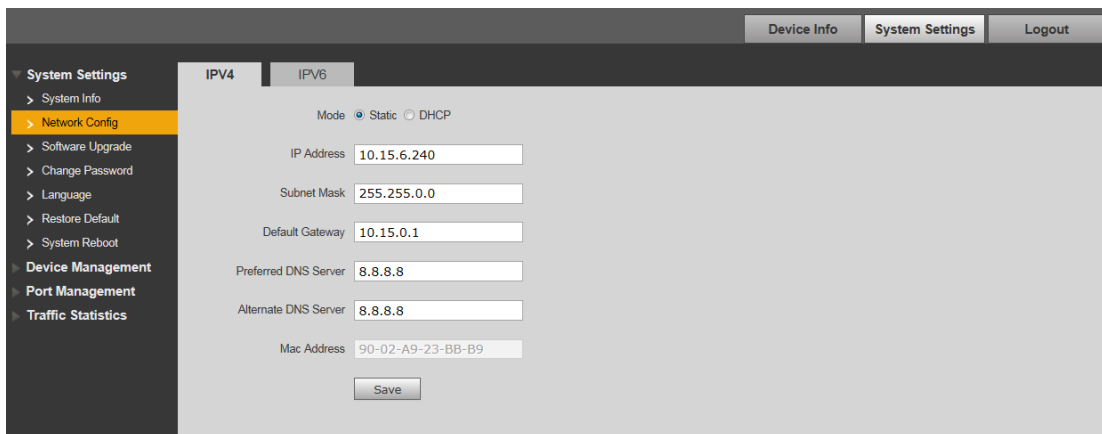 Device Info System Settings Logout
System Settings
System Info
Network Config
Software Upgrade
Change Password
Language
Restore Default
System Reboot
Device Management
Port Management
Traffic Statistics
IPV4 IPV6
Mode Static DHCP
IP Address 10.15.6.240
Subnet Mask 255.255.0.0
Default Gateway 10.15.0.1
Preferred DNS Server 8.8.8.8
Alternate DNS Server 8.8.8.8
Mac Address 90-02-A9-23-BB-B9
Save